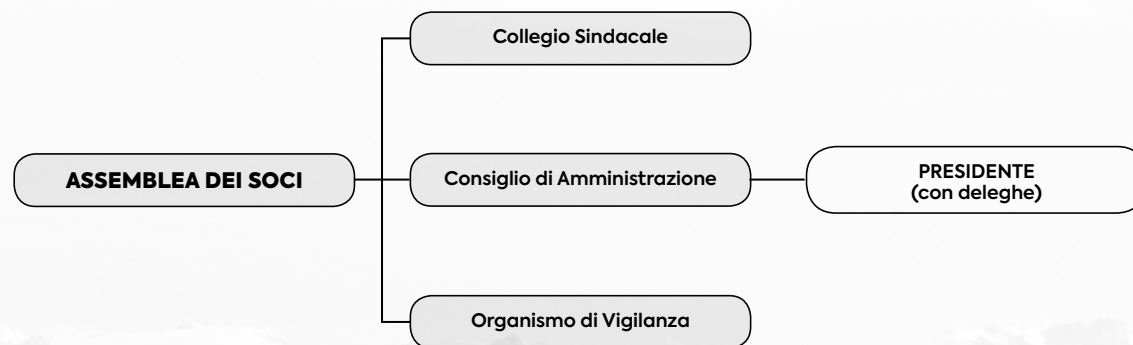 Collegio Sindacale
ASSEMBLEA DEI SOCI
Consiglio di Amministrazione
PRESIDENTE
(con deleghe)
Organismo di Vigilanza